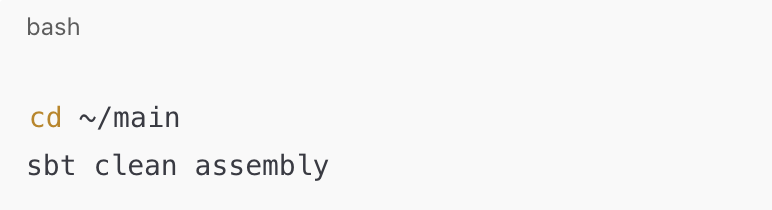 bash
cd ~/main
sbt clean assembly